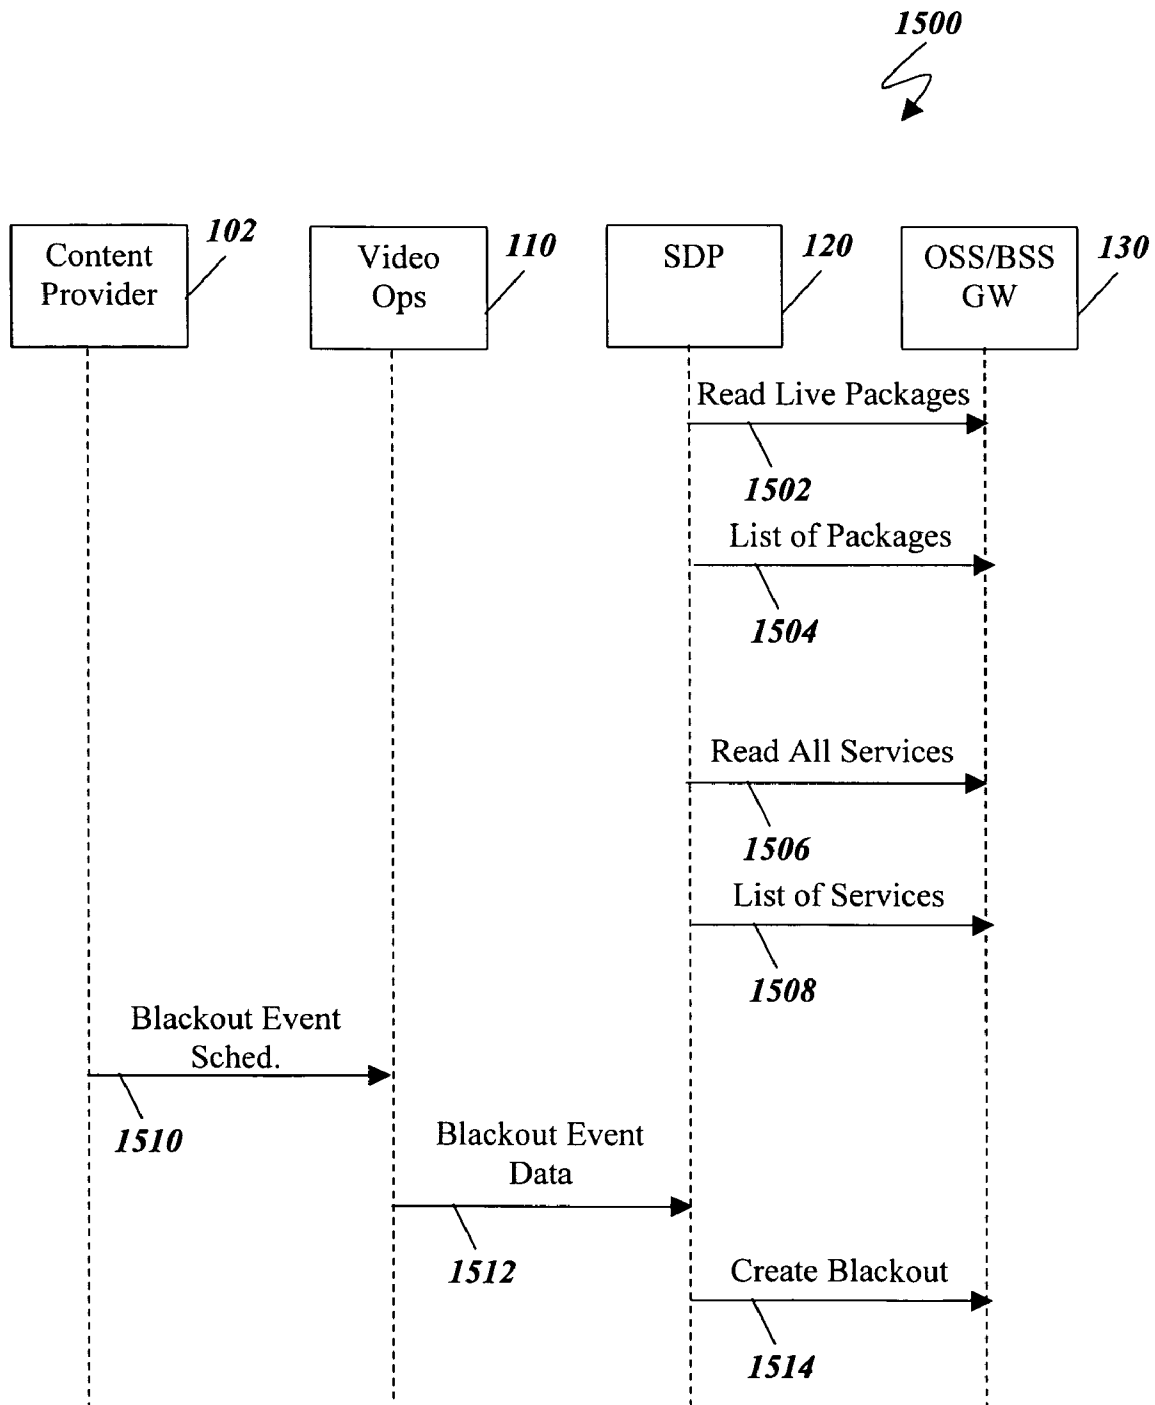 1500
Content
Provider
102
Video
Ops
110
SDP
120
OSS/BSS
GW
130
Read Live Packages
1502
List of Packages
1504
Read All Services
1506
List of Services
1508
Blackout Event
Sched.
1510
Blackout Event
Data
1512
Create Blackout
1514